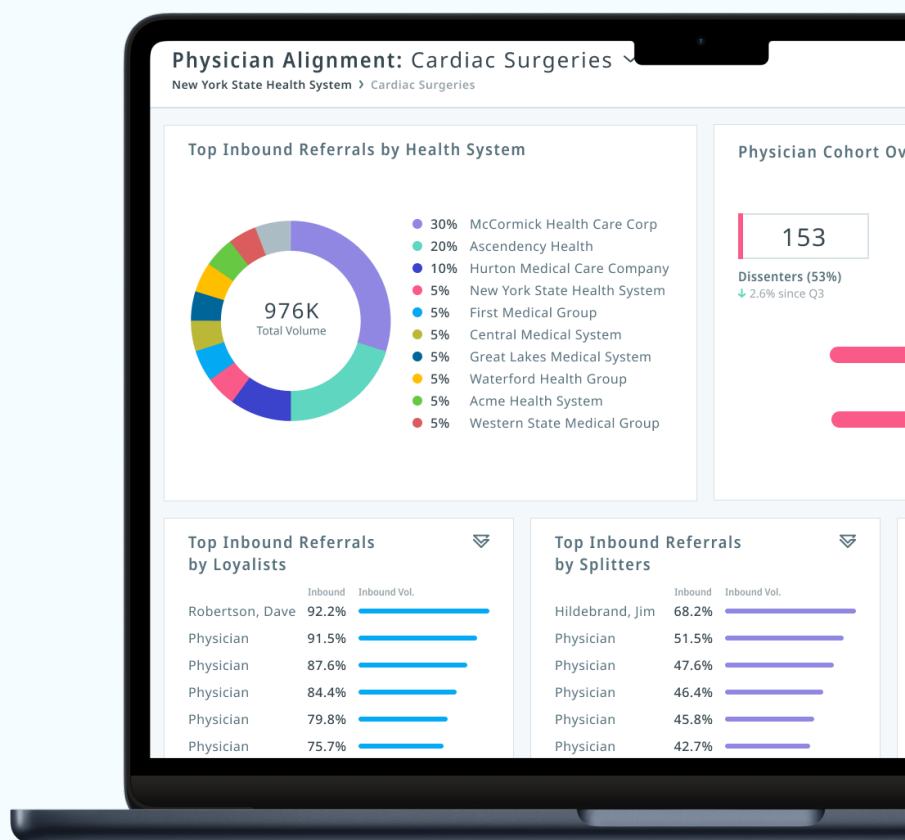 Physician Alignment: Cardiac Surgeries
New York State Health System > Cardiac Surgeries
Top Inbound Referrals by Health System
976K
Total Volume
30% McCormick Health Care Corp
20% Ascendency Health
10% Hurton Medical Care Company
5% New York State Health System
5% First Medical Group
5% Central Medical System
5% Great Lakes Medical System
5% Waterford Health Group
5% Acme Health System
5% Western State Medical Group
Physician Cohort
153
Dissenters (53%)
↓ 2.6% since Q3
Top Inbound Referrals
by Loyalists
Inbound Inbound Vol.
Robertson, Dave 92.2%
Physician 91.5%
Physician 87.6%
Physician 84.4%
Physician 79.8%
Physician 75.7%
Top Inbound Referrals
by Splitters
Inbound Inbound Vol.
Hildebrand, Jim 68.2%
Physician 51.5%
Physician 47.6%
Physician 46.4%
Physician 45.8%
Physician 42.7%